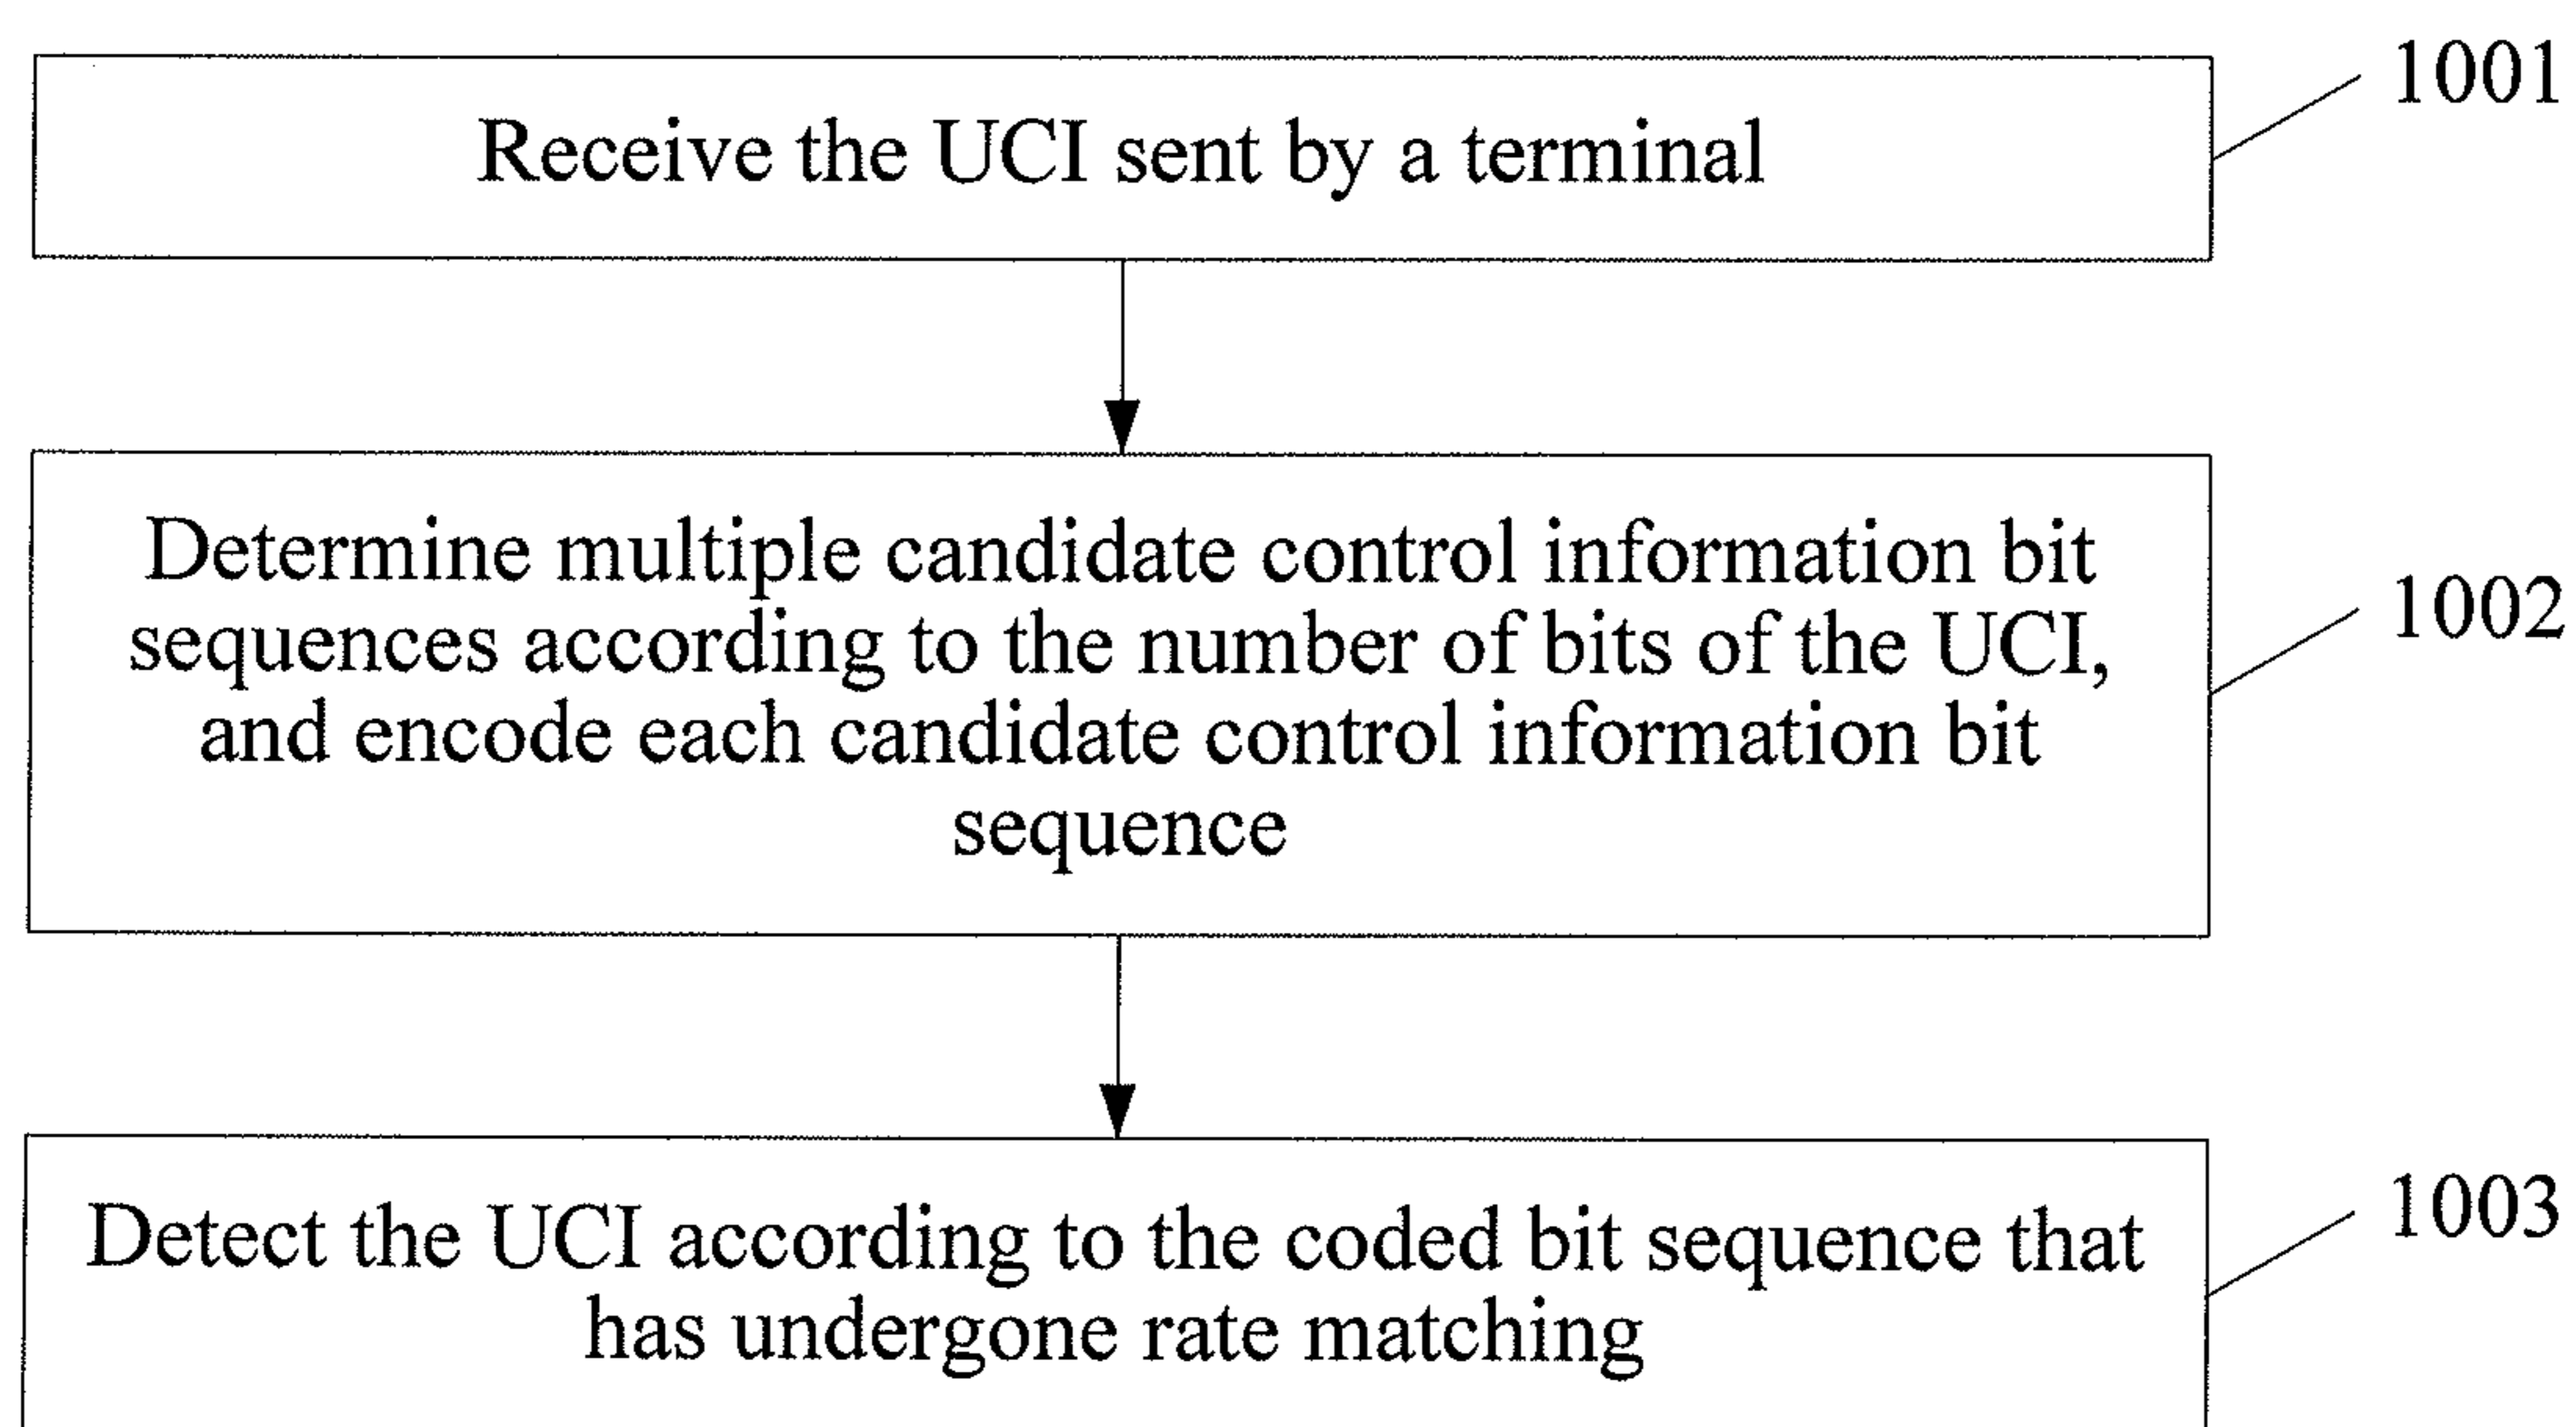 1001
Receive the UCI sent by a terminal
Determine multiple candidate control information bit
sequences according to the number of bits of the UCI,
and encode each candidate control information bit
sequence
1002
Detect the UCI according to the coded bit sequence that
has undergone rate matching
1003